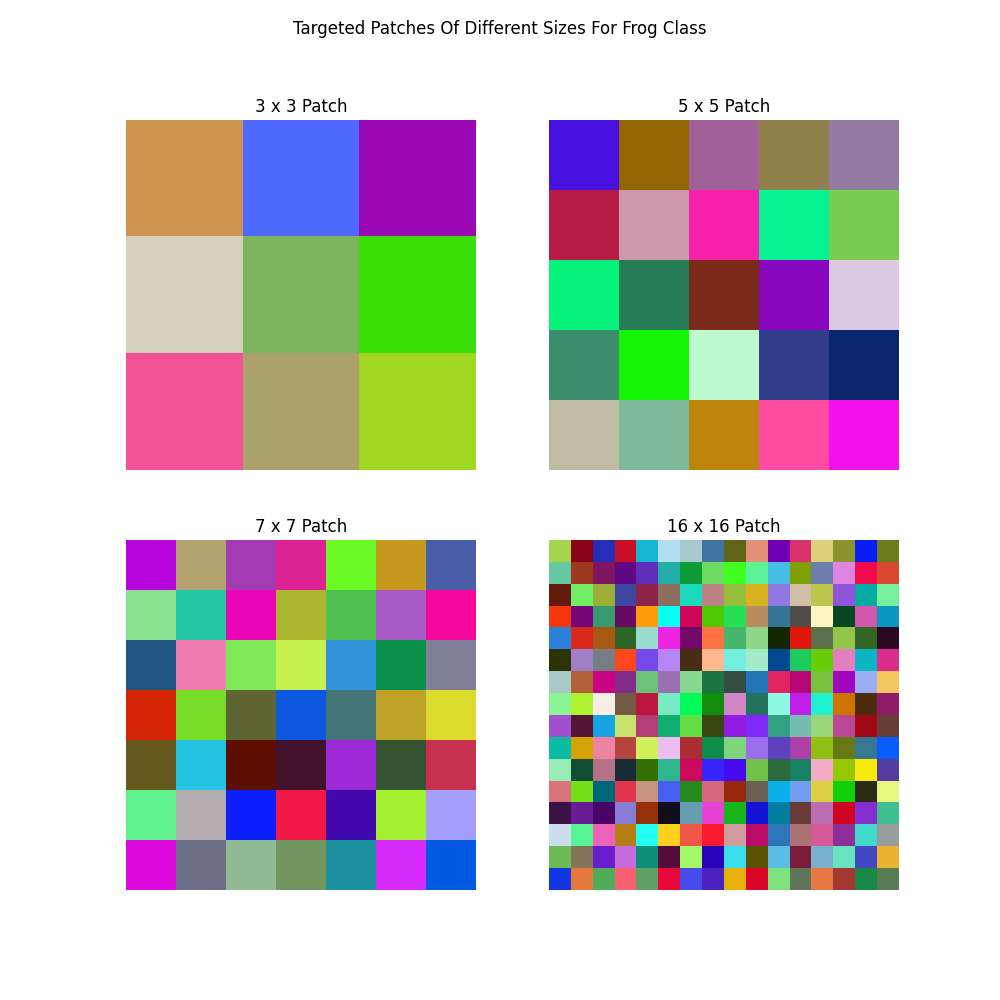 Targeted Patches Of Different Sizes For Frog Class
3 x 3 Patch
5 x 5 Patch
7 x 7 Patch
16 x 16 Patch